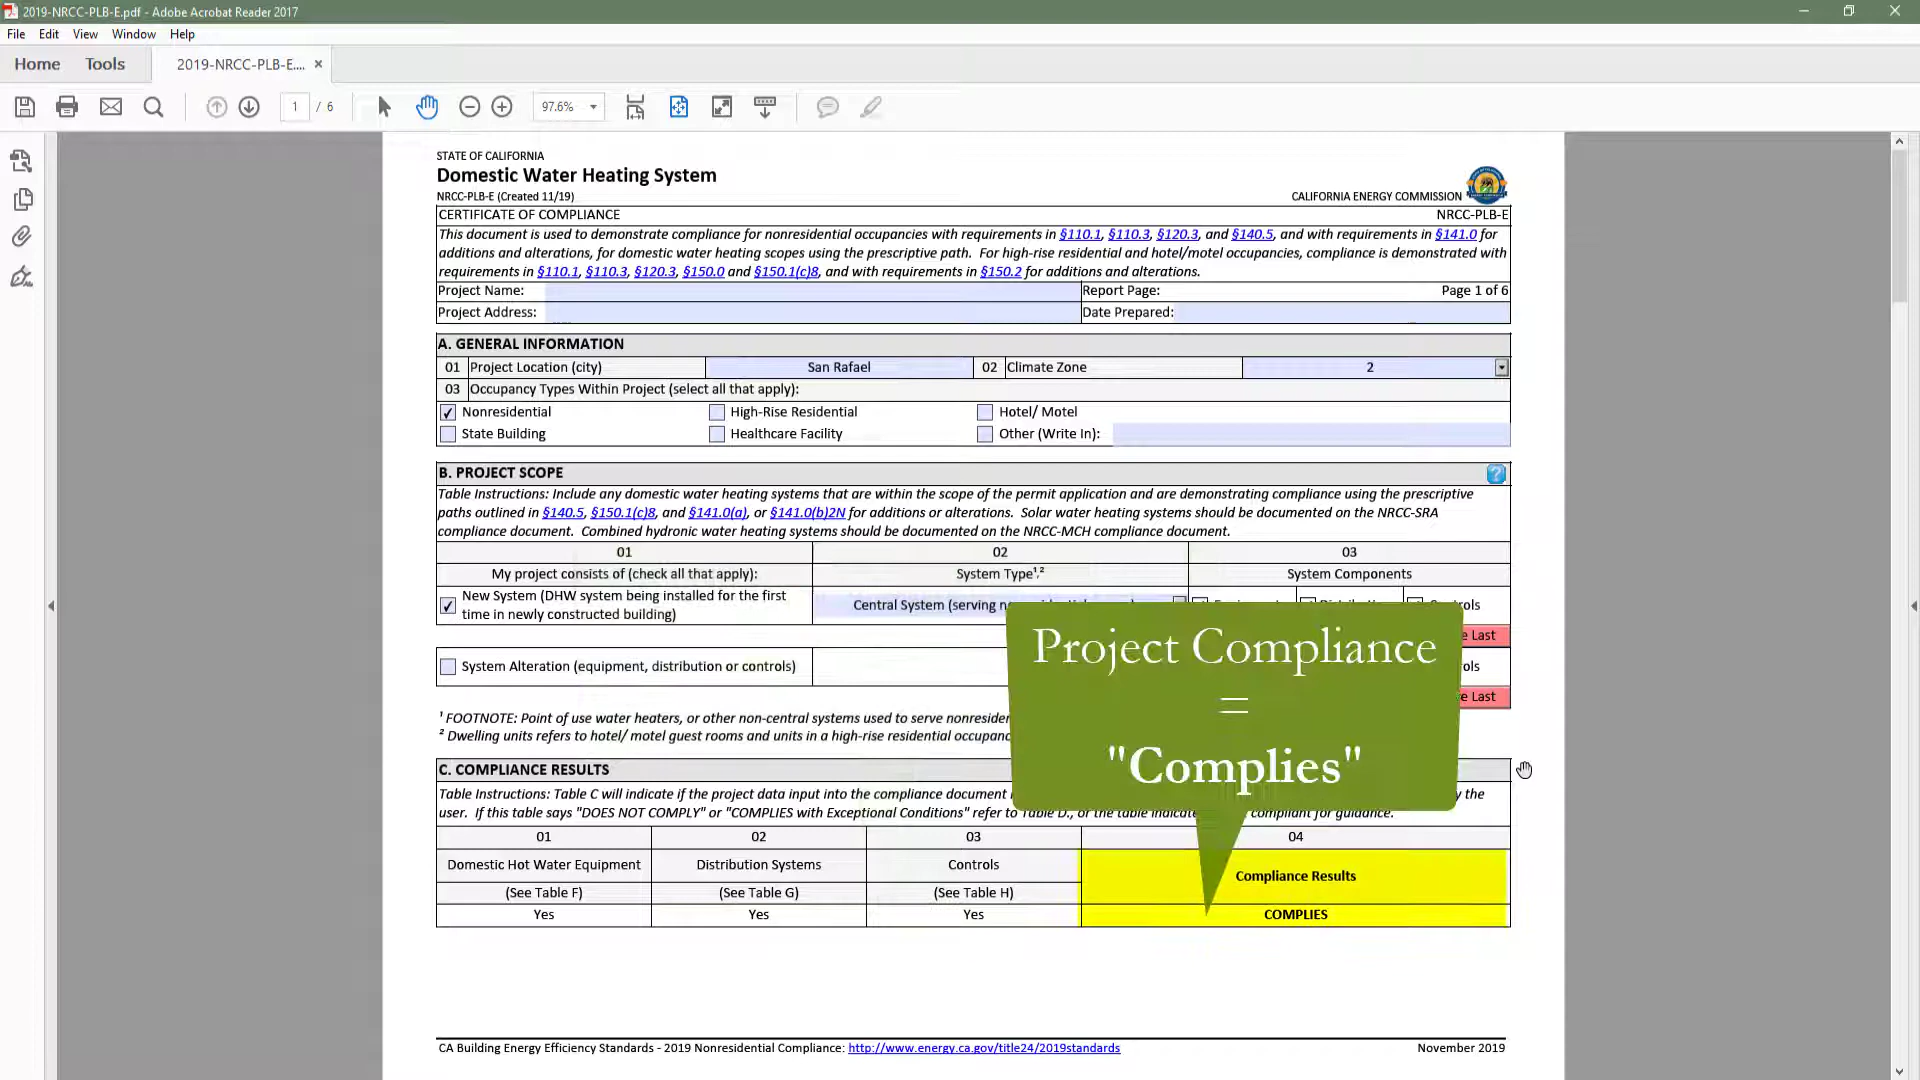 2019-NRCC-PLB-E.pdf - Adobe Acrobat Reader 2017
File Edit View Window Help
Home Tools 2019-NRCC-PLB-E.... ×
1 / 6 97.6%
STATE OF CALIFORNIA
Domestic Water Heating System
NRCC-PLB-E (Created 11/19) CALIFORNIA ENERGY COMMISSION
CERTIFICATE OF COMPLIANCE NRCC-PLB-E
This document is used to demonstrate compliance for nonresidential occupancies with requirements in §110.1, §110.3, §120.3, and §140.5, and with requirements in §141.0 for
additions and alterations, for domestic water heating scopes using the prescriptive path. For high-rise residential and hotel/motel occupancies, compliance is demonstrated with
requirements in §110.1, §110.3, §120.3, §150.0 and §150.1(c)8, and with requirements in §150.2 for additions and alterations.
Project Name: Report Page: Page 1 of 6
Project Address: Date Prepared:
A. GENERAL INFORMATION
01 Project Location (city) San Rafael 02 Climate Zone 2
03 Occupancy Types Within Project (select all that apply):
Nonresidential High-Rise Residential Hotel/ Motel
State Building Healthcare Facility Other (Write In):
B. PROJECT SCOPE ?
Table Instructions: Include any domestic water heating systems that are within the scope of the permit application and are demonstrating compliance using the prescriptive
paths outlined in §140.5, §150.1(c)8, and §141.0(a), or §141.0(b)2N for additions or alterations. Solar water heating systems should be documented on the NRCC-SRA
compliance document. Combined hydronic water heating systems should be documented on the NRCC-MCH compliance document.
01 02 03
My project consists of (check all that apply): System Type¹,² System Components
New System (DHW system being installed for the first
time in newly constructed building)
Central System (serving
Last
System Alteration (equipment, distribution or controls)
Last
Project Compliance
=
"Complies"
¹ FOOTNOTE: Point of use water heaters, or other non-central systems used to serve
² Dwelling units refers to hotel/ motel guest rooms and units in a high-rise residential
C. COMPLIANCE RESULTS
Table Instructions: Table C will indicate if the project data input into the compliance document the
user. If this table says "DOES NOT COMPLY" or "COMPLIES with Exceptional Conditions" refer to Table D., or the table compliant for guidance.
01 02 03 04
Domestic Hot Water Equipment Distribution Systems Controls Compliance Results
(See Table F) (See Table G) (See Table H)
Yes Yes Yes COMPLIES
CA Building Energy Efficiency Standards - 2019 Nonresidential Compliance: http://www.energy.ca.gov/title24/2019standards November 2019